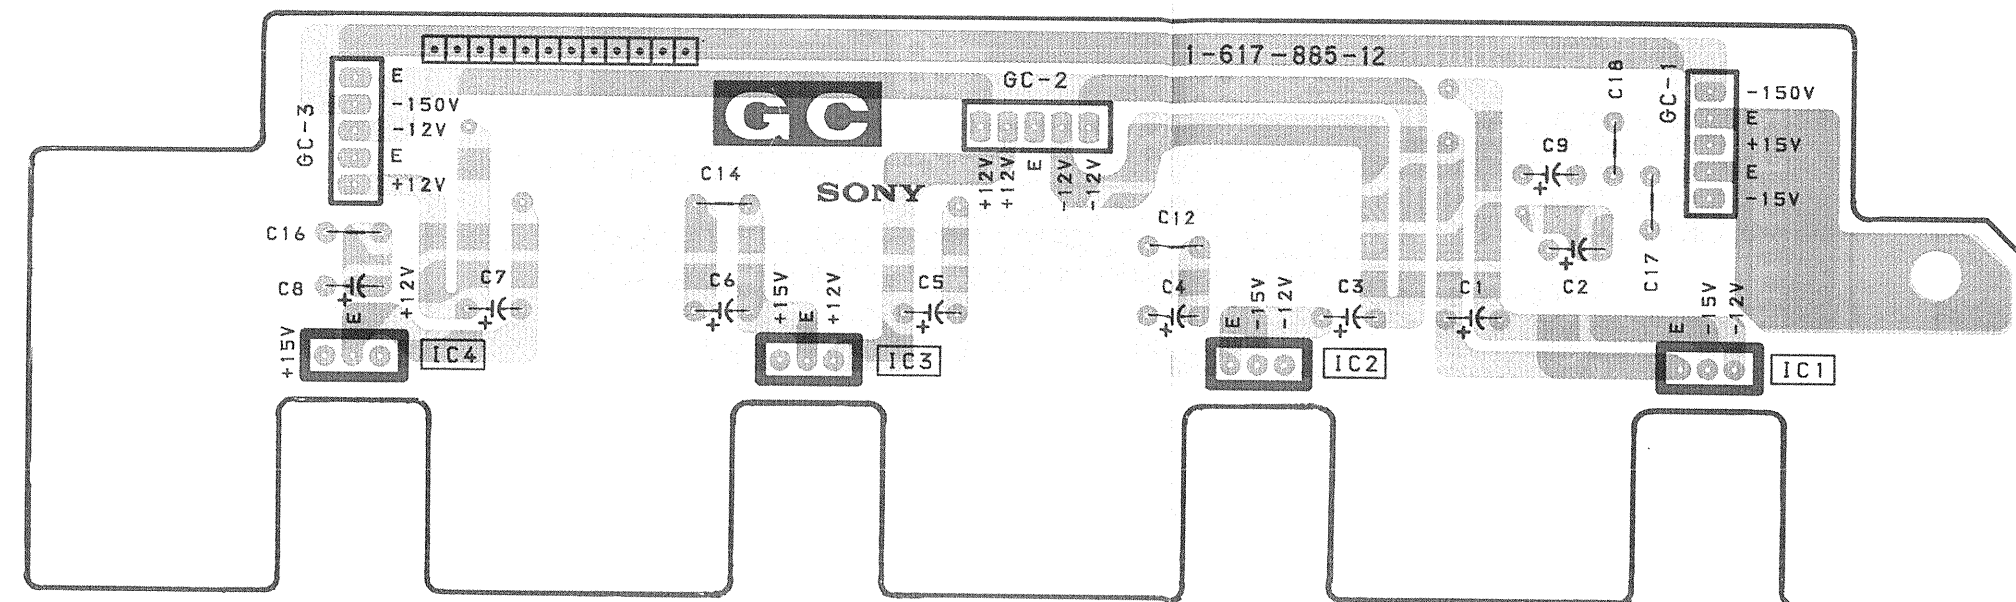 1-617-885-12
GC-3
E
-150V
-12V
E
+12V
GC
SONY
GC-2
+12V
+12V
E
-12V
-12V
C18
GC-1
-150V
E
+15V
E
-15V
C9
C14
C12
C16
C8
+12V
C7
C6
+15V
E
+12V
C5
C4
E
-15V
-12V
C3
C1
C2
C17
E
-15V
-12V
+15V
E
IC4
IC3
IC2
IC1
+
+
+
+
+
+
+
+
+